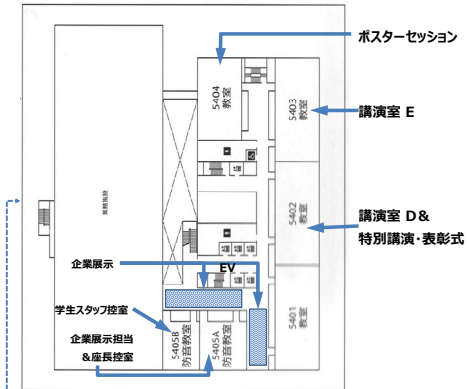 ポスターセッション
5404
教室
5403
教室
講演室 E
5402
教室
講演室 D&
特別講演・表彰式
企業展示
EV
学生スタッフ控室
5401
教室
企業展示担当
&座長控室
5405B
防音教室
5405A
防音教室